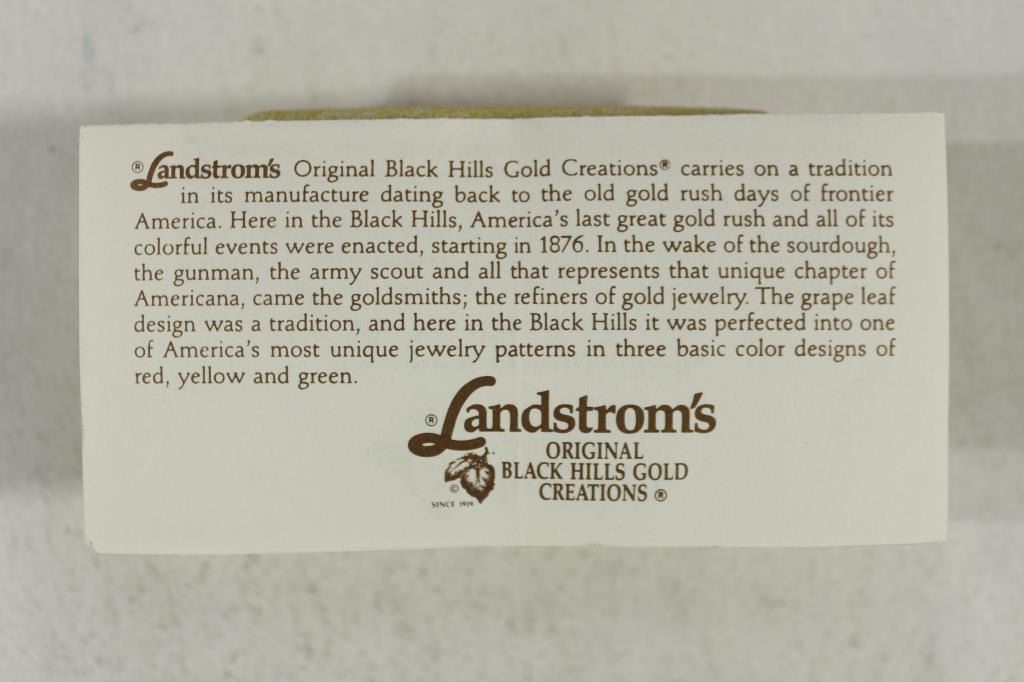 ® Landstrom's Original Black Hills Gold Creations® carries on a tradition
in its manufacture dating back to the old gold rush days of frontier
America. Here in the Black Hills, America's last great gold rush and all of its
colorful events were enacted, starting in 1876. In the wake of the sourdough,
the gunman, the army scout and all that represents that unique chapter of
Americana, came the goldsmiths; the refiners of gold jewelry. The grape leaf
design was a tradition, and here in the Black Hills it was perfected into one
of America's most unique jewelry patterns in three basic color designs of
red, yellow and green.
® Landstrom's
ORIGINAL
BLACK HILLS GOLD
CREATIONS ®
©
SINCE 1919